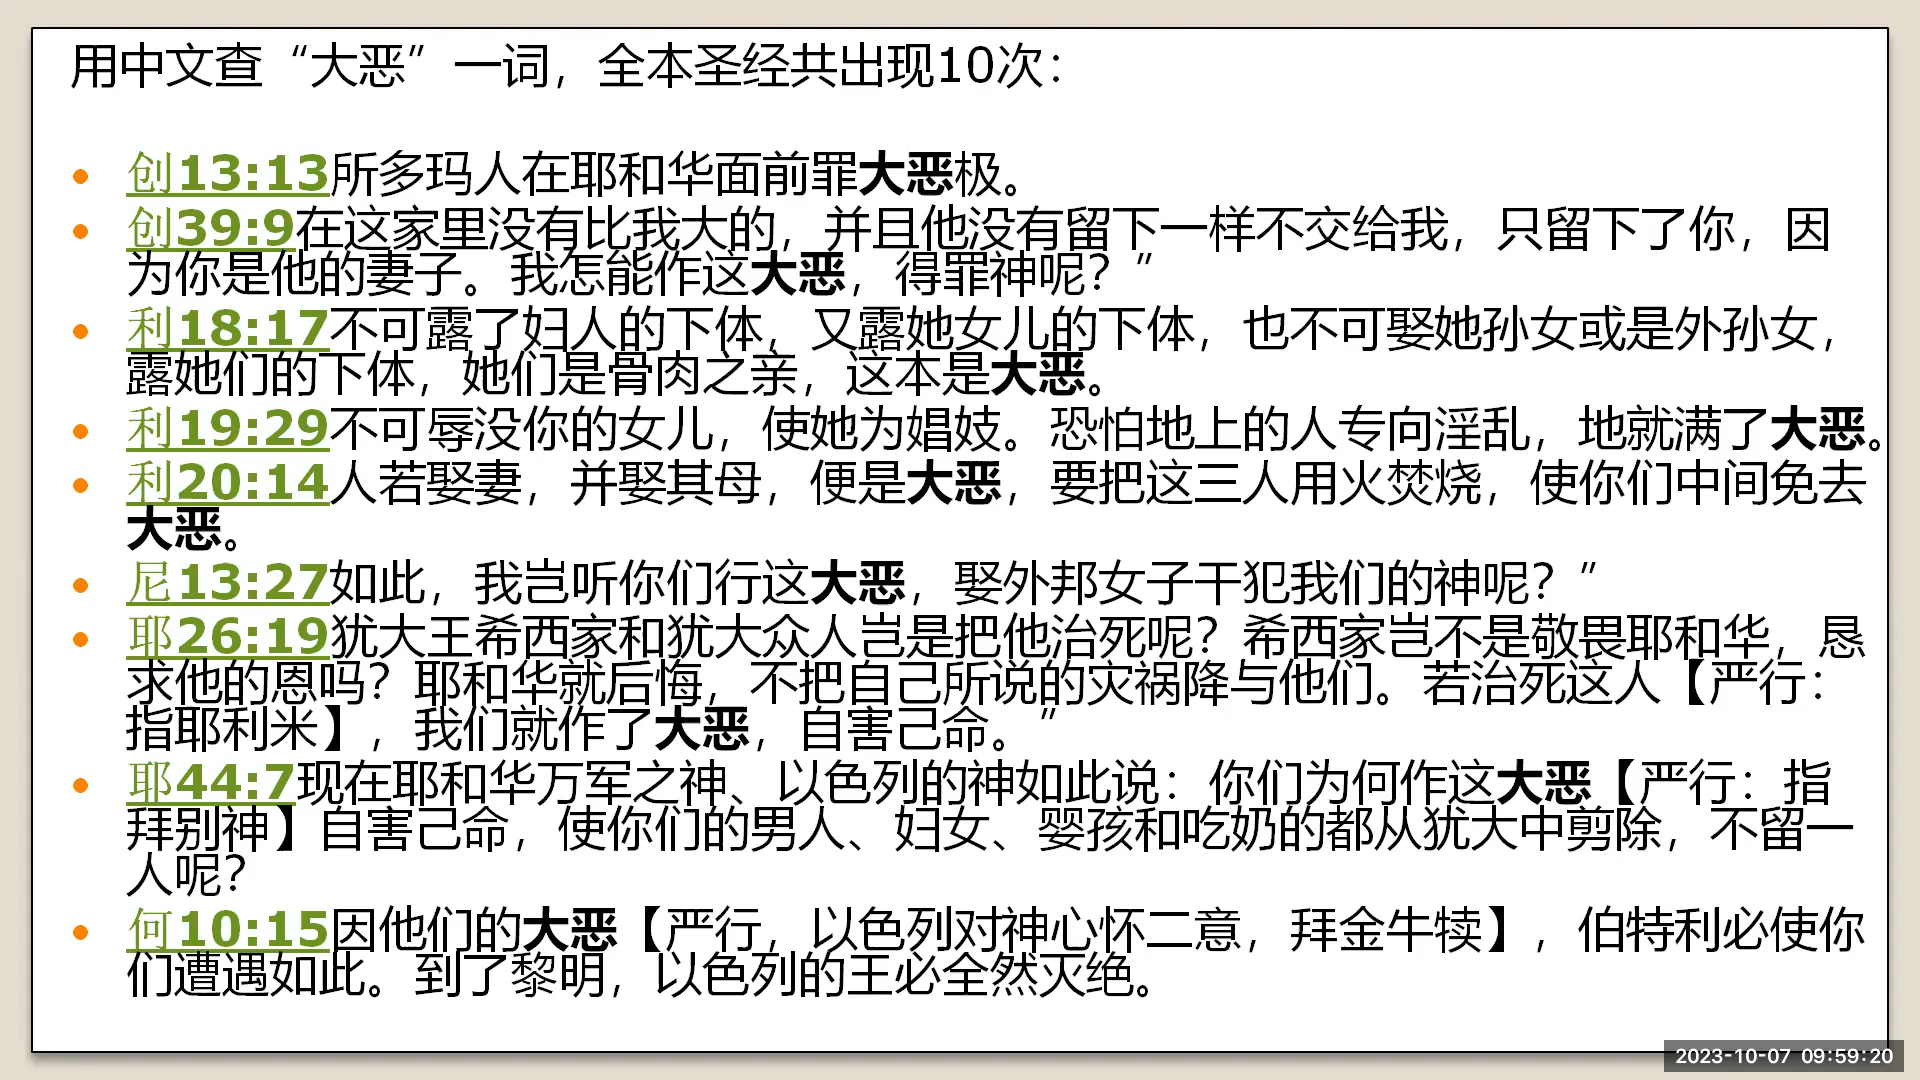 用中文查“大恶”一词，全本圣经共出现10次：
• 创13:13所多玛人在耶和华面前罪大恶极。
• 创39:9在这家里没有比我大的，并且他没有留下一样不交给我，只留下了你，因
为你是他的妻子。我怎能作这大恶，得罪神呢？”
• 利18:17不可露了妇人的下体，又露她女儿的下体，也不可娶她孙女或是外孙女，
露她们的下体，她们是骨肉之亲，这本是大恶。
• 利19:29不可辱没你的女儿，使她为娼妓。恐怕地上的人专向淫乱，地就满了大恶。
• 利20:14人若娶妻，并娶其母，便是大恶，要把这三人用火焚烧，使你们中间免去
大恶。
• 尼13:27如此，我岂听你们行这大恶，娶外邦女子干犯我们的神呢？”
• 耶26:19犹大王希西家和犹大众人岂是把他治死呢？希西家岂不是敬畏耶和华，恳
求他的恩吗？耶和华就后悔，不把自己所说的灾祸降与他们。若治死这人【严行：
指耶利米】，我们就作了大恶，自害己命。”
• 耶44:7现在耶和华万军之神、以色列的神如此说：你们为何作这大恶【严行：指
拜别神】自害己命，使你们的男人、妇女、婴孩和吃奶的都从犹大中剪除，不留一
人呢？
• 何10:15因他们的大恶【严行，以色列对神心怀二意，拜金牛犊】，伯特利必使你
们遭遇如此。到了黎明，以色列的王必全然灭绝。
2023-10-07 09:59:20